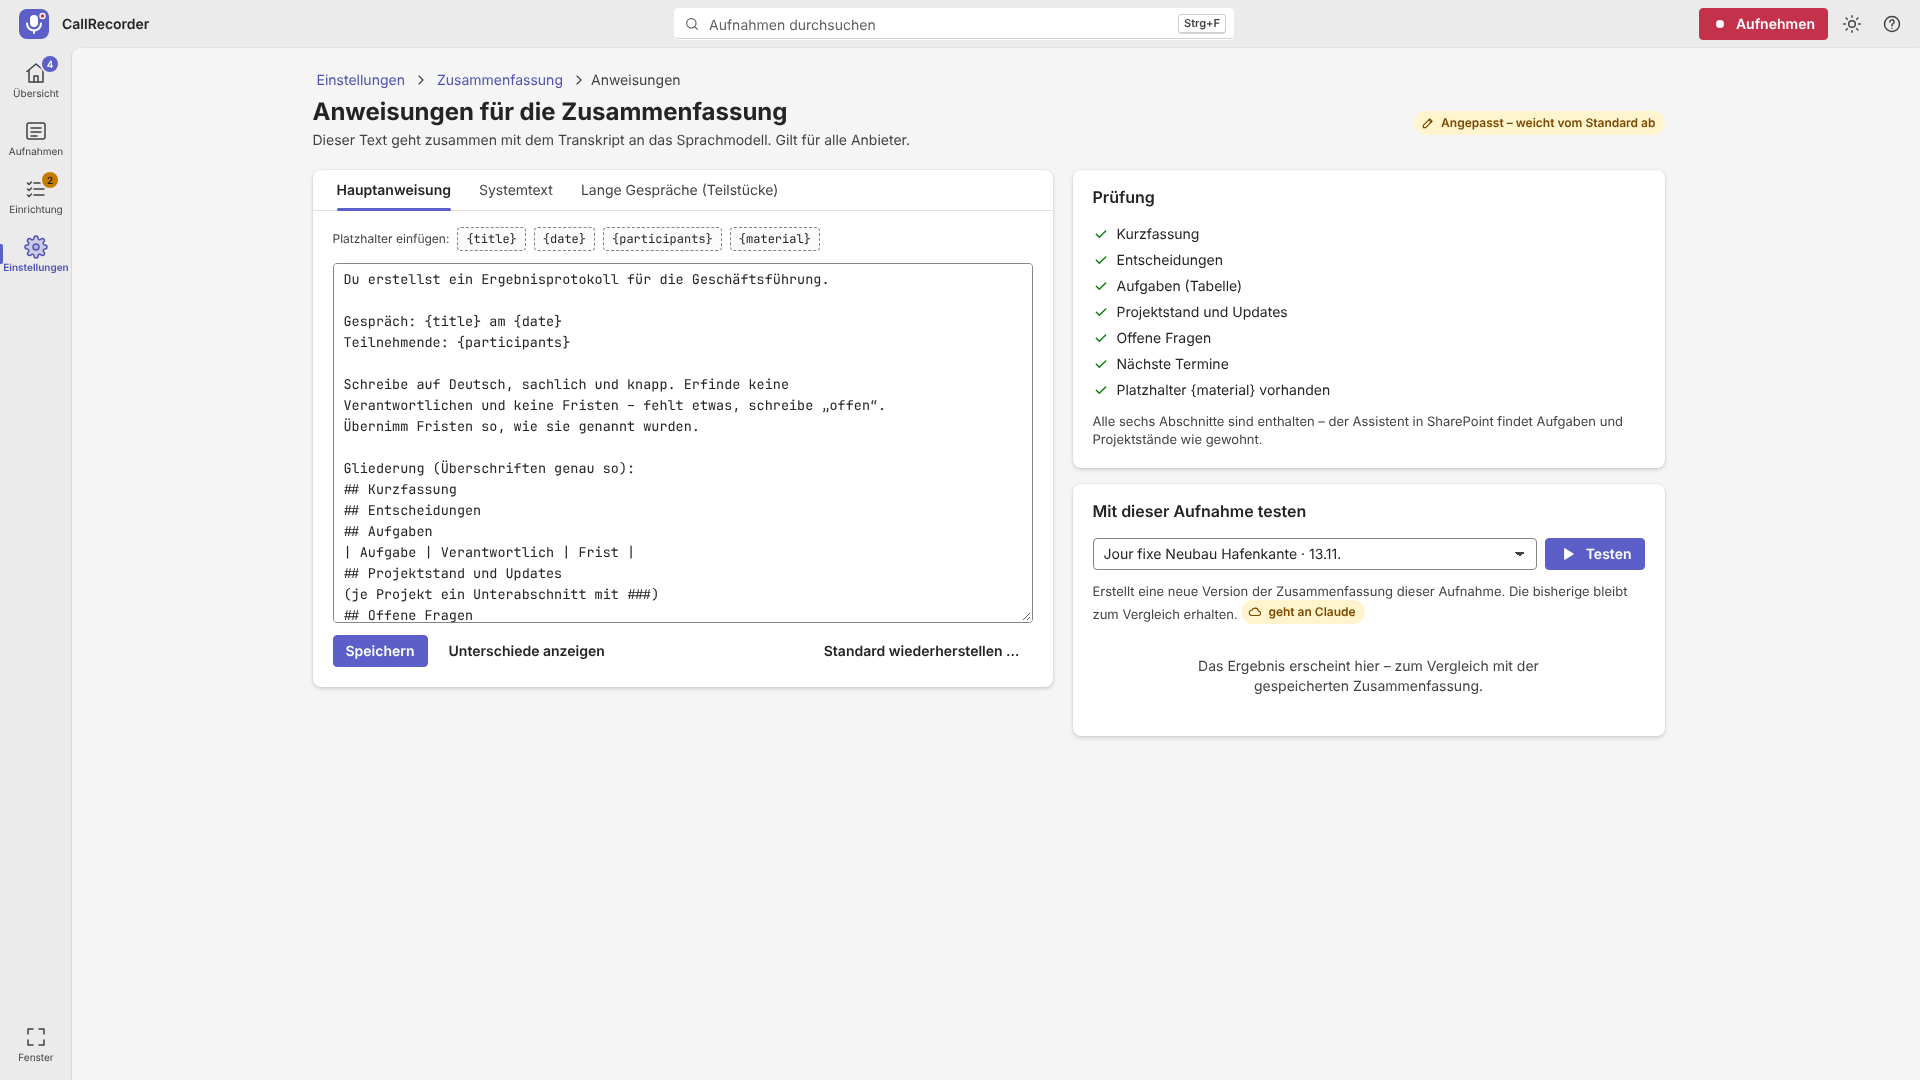 CallRecorder
Aufnahmen durchsuchen
Strg+F
Aufnehmen
4
Übersicht
Aufnahmen
2
Einrichtung
Einstellungen
Fenster
Einstellungen > Zusammenfassung > Anweisungen
Anweisungen für die Zusammenfassung
Dieser Text geht zusammen mit dem Transkript an das Sprachmodell. Gilt für alle Anbieter.
Angepasst – weicht vom Standard ab
Hauptanweisung Systemtext Lange Gespräche (Teilstücke)
Platzhalter einfügen: {title} {date} {participants} {material}
Du erstellst ein Ergebnisprotokoll für die Geschäftsführung.
Gespräch: {title} am {date}
Teilnehmende: {participants}
Schreibe auf Deutsch, sachlich und knapp. Erfinde keine
Verantwortlichen und keine Fristen – fehlt etwas, schreibe „offen“.
Übernimm Fristen so, wie sie genannt wurden.
Gliederung (Überschriften genau so):
## Kurzfassung
## Entscheidungen
## Aufgaben
| Aufgabe | Verantwortlich | Frist |
## Projektstand und Updates
(je Projekt ein Unterabschnitt mit ###)
## Offene Fragen
Speichern Unterschiede anzeigen Standard wiederherstellen …
Prüfung
Kurzfassung
Entscheidungen
Aufgaben (Tabelle)
Projektstand und Updates
Offene Fragen
Nächste Termine
Platzhalter {material} vorhanden
Alle sechs Abschnitte sind enthalten – der Assistent in SharePoint findet Aufgaben und
Projektstände wie gewohnt.
Mit dieser Aufnahme testen
Jour fixe Neubau Hafenkante · 13.11.
Testen
Erstellt eine neue Version der Zusammenfassung dieser Aufnahme. Die bisherige bleibt
zum Vergleich erhalten. geht an Claude
Das Ergebnis erscheint hier – zum Vergleich mit der
gespeicherten Zusammenfassung.